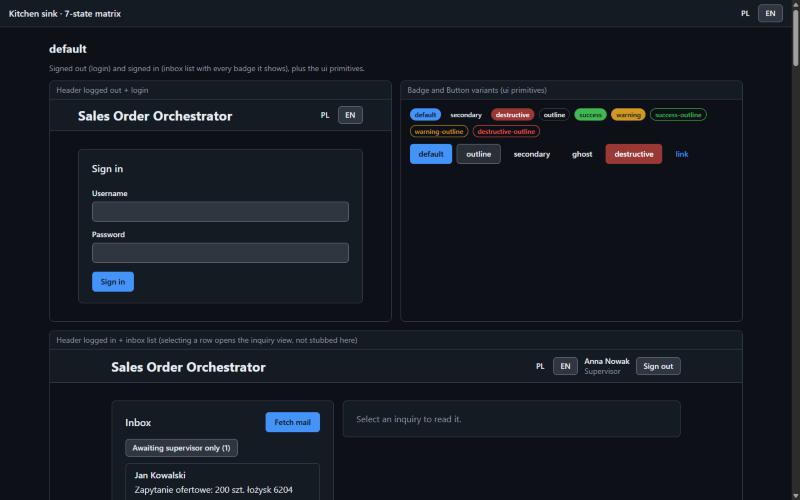 Kitchen sink · 7-state matrix
PL
EN
default
Signed out (login) and signed in (inbox list with every badge it shows), plus the ui primitives.
Header logged out + login
Sales Order Orchestrator
PL
EN
Sign in
Username
Password
Sign in
Badge and Button variants (ui primitives)
default secondary destructive outline success warning success-outline
warning-outline destructive-outline
default outline secondary ghost destructive link
Header logged in + inbox list (selecting a row opens the inquiry view, not stubbed here)
Sales Order Orchestrator
PL
EN
Anna Nowak
Supervisor
Sign out
Inbox
Fetch mail
Awaiting supervisor only (1)
Jan Kowalski
Zapytanie ofertowe: 200 szt. łożysk 6204
Select an inquiry to read it.